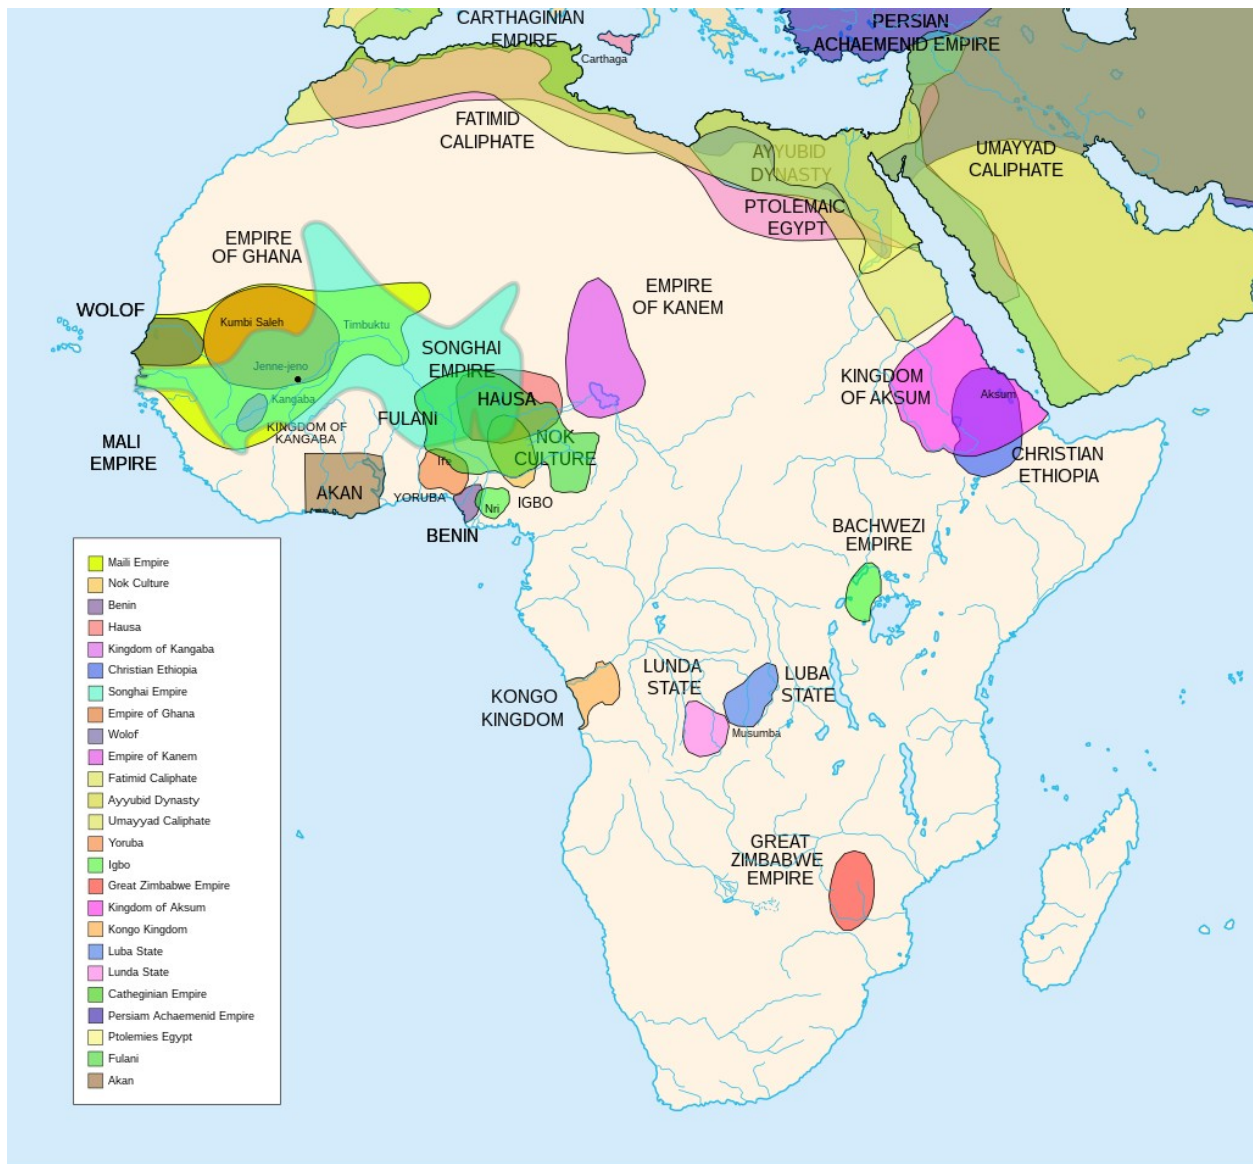 CARTHAGINIAN
EMPIRE
Carthaga
PERSIAN
ACHAEMENID EMPIRE
FATIMID
CALIPHATE
AYYUBID
DYNASTY
UMAYYAD
CALIPHATE
PTOLEMAIC
EGYPT
EMPIRE
OF GHANA
EMPIRE
OF KANEM
WOLOF
Kumbi Saleh
Timbuktu
SONGHAI
EMPIRE
Jenne-jeno
Kangaba
KINGDOM OF
KANGABA
KINGDOM
OF AKSUM
Aksum
HAUSA
FULANI
NOK
CULTURE
MALI
EMPIRE
CHRISTIAN
ETHIOPIA
Ife
AKAN
YORUBA
IGBO
Nri
BENIN
BACHWEZI
EMPIRE
LUNDA
STATE
LUBA
STATE
KONGO
KINGDOM
Musumba
GREAT
ZIMBABWE
EMPIRE
Maili Empire
Nok Culture
Benin
Hausa
Kingdom of Kangaba
Christian Ethiopia
Songhai Empire
Empire of Ghana
Wolof
Empire of Kanem
Fatimid Caliphate
Ayyubid Dynasty
Umayyad Caliphate
Yoruba
Igbo
Great Zimbabwe Empire
Kingdom of Aksum
Kongo Kingdom
Luba State
Lunda State
Catheginian Empire
Persiam Achaemenid Empire
Ptolemies Egypt
Fulani
Akan